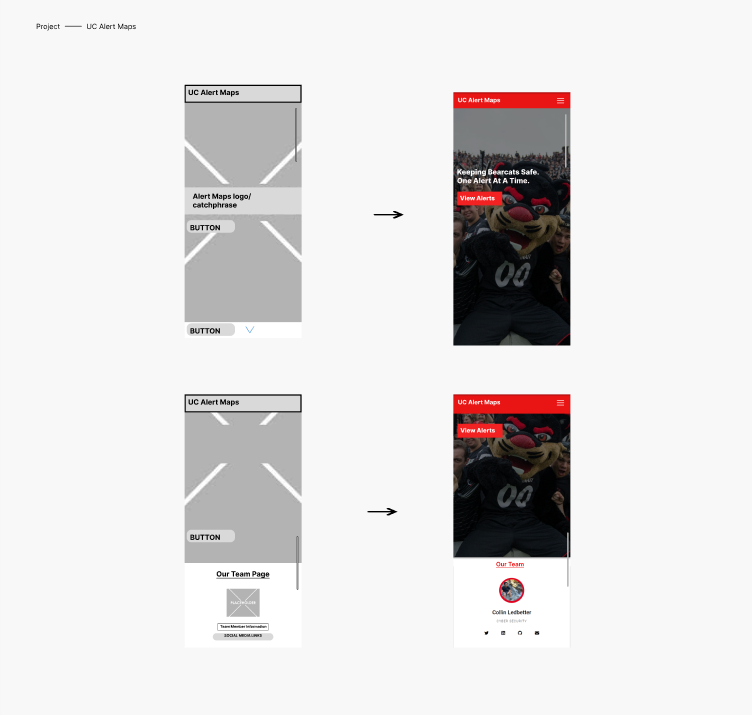 Project — UC Alert Maps
UC Alert Maps
Alert Maps logo/
catchphrase
BUTTON
BUTTON
UC Alert Maps
Keeping Bearcats Safe.
One Alert At A Time.
View Alerts
00
UC Alert Maps
BUTTON
Our Team Page
PLACEHOLDER
Team Member Information
SOCIAL MEDIA LINKS
UC Alert Maps
View Alerts
00
Our Team
Collin Ledbetter
CYBER SECURITY